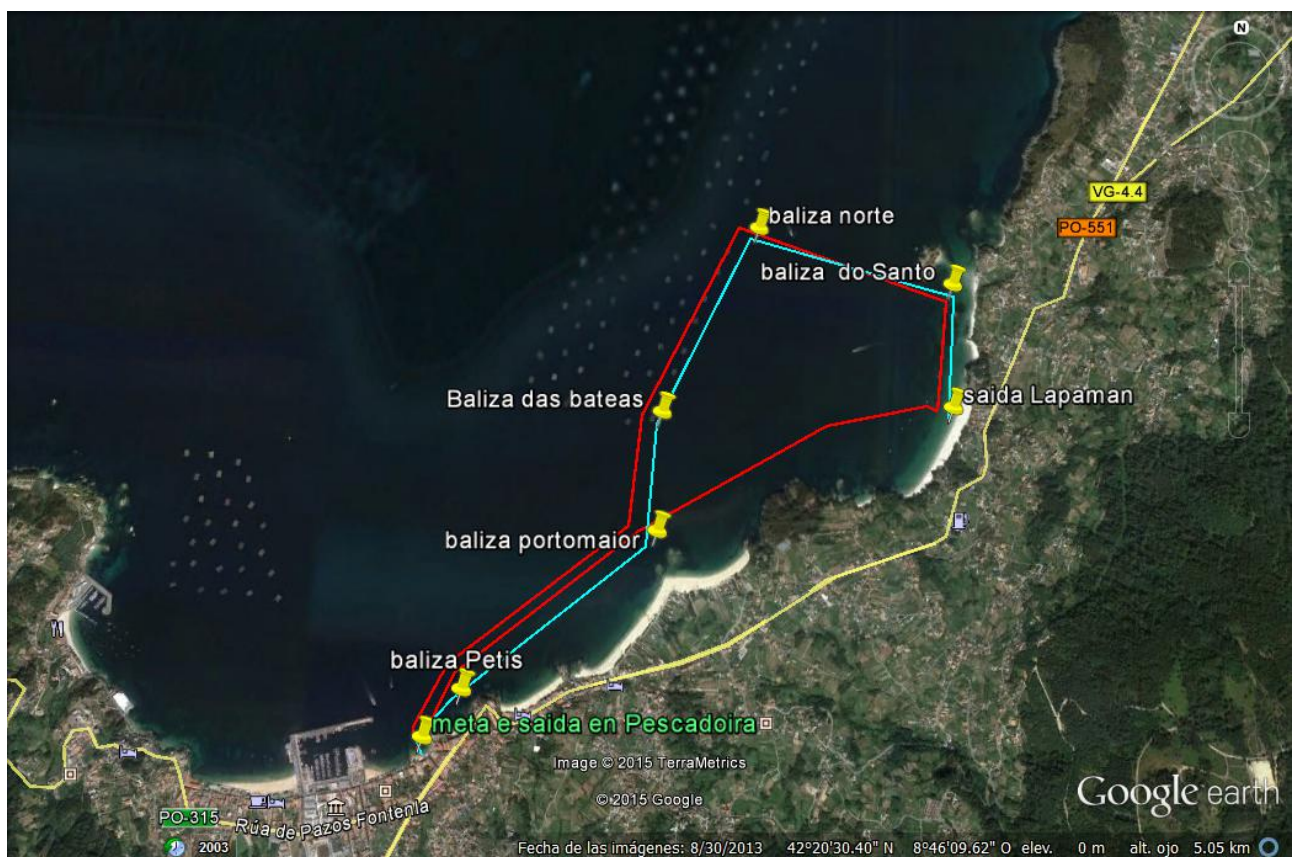 N
VG-4.4
baliza norte
PO-551
baliza do Santo
Baliza das bateas
saida Lapaman
baliza portomaior
baliza Petis
meta e saida en Pescadoira
Image © 2015 TerraMetrics
© 2015 Google
Google earth
PO-315
Rúa de Pazos Fontenla
2003
Fecha de las imágenes: 8/30/2013 42°20'30.40" N 8°46'09.62" O elev. 0 m alt. ojo 5.05 km